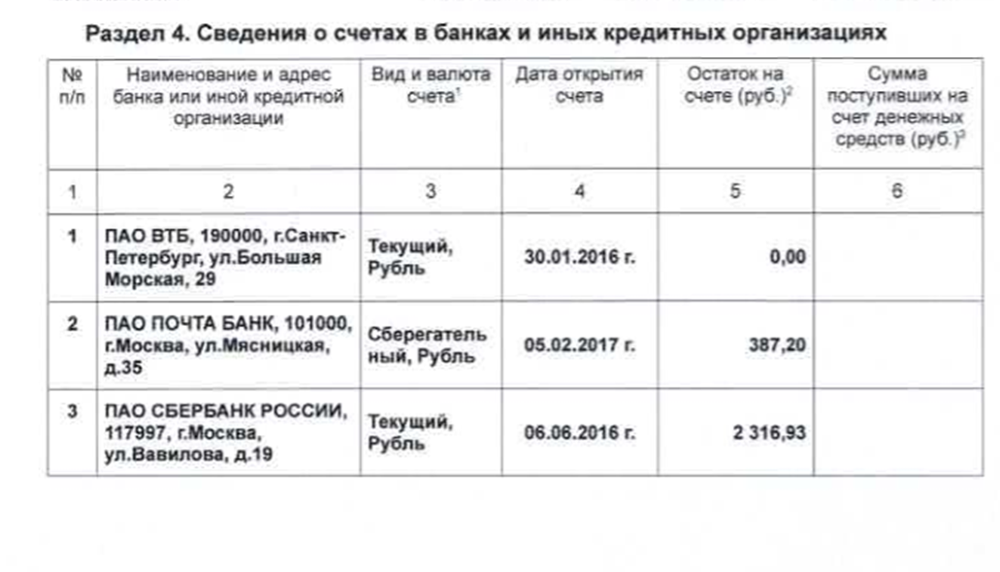 Раздел 4. Сведения о счетах в банках и иных кредитных организациях
№ п/п
Наименование и адрес банка или иной кредитной организации
Вид и валюта счета¹
Дата открытия счета
Остаток на счете (руб.)²
Сумма поступивших на счет денежных средств (руб.)³
1 2 3 4 5 6
1
ПАО ВТБ, 190000, г.Санкт-
Петербург, ул.Большая
Морская, 29
Текущий,
Рубль
30.01.2016 г.
0,00
2
ПАО ПОЧТА БАНК, 101000,
г.Москва, ул.Мясницкая,
д.35
Сберегатель
ный, Рубль
05.02.2017 г.
387,20
3
ПАО СБЕРБАНК РОССИИ,
117997, г.Москва,
ул.Вавилова, д.19
Текущий,
Рубль
06.06.2016 г.
2 316,93